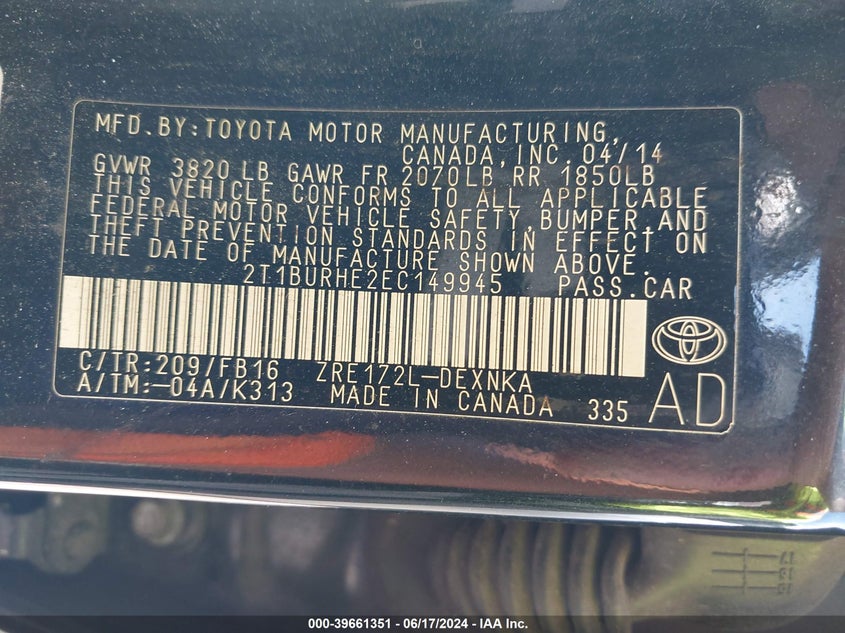 MFD.BY:TOYOTA MOTOR MANUFACTURING,
CANADA,INC. 04/14
GVWR 3820 LB GAWR FR 2070LB RR 1850LB
THIS VEHICLE CONFORMS TO ALL APPLICABLE
FEDERAL MOTOR VEHICLE SAFETY,BUMPER,AND
THEFT PREVENTION STANDARDS IN EFFECT ON
THE DATE OF MANUFACTURE SHOWN ABOVE.
2T1BURHE2EC149945 PASS.CAR
C/TR:209/FB16 ZRE172L-DEXNKA
A/TM:-04A/K313 MADE IN CANADA 335 AD
000-39661351 / 06/17/2024 - IAA Inc.